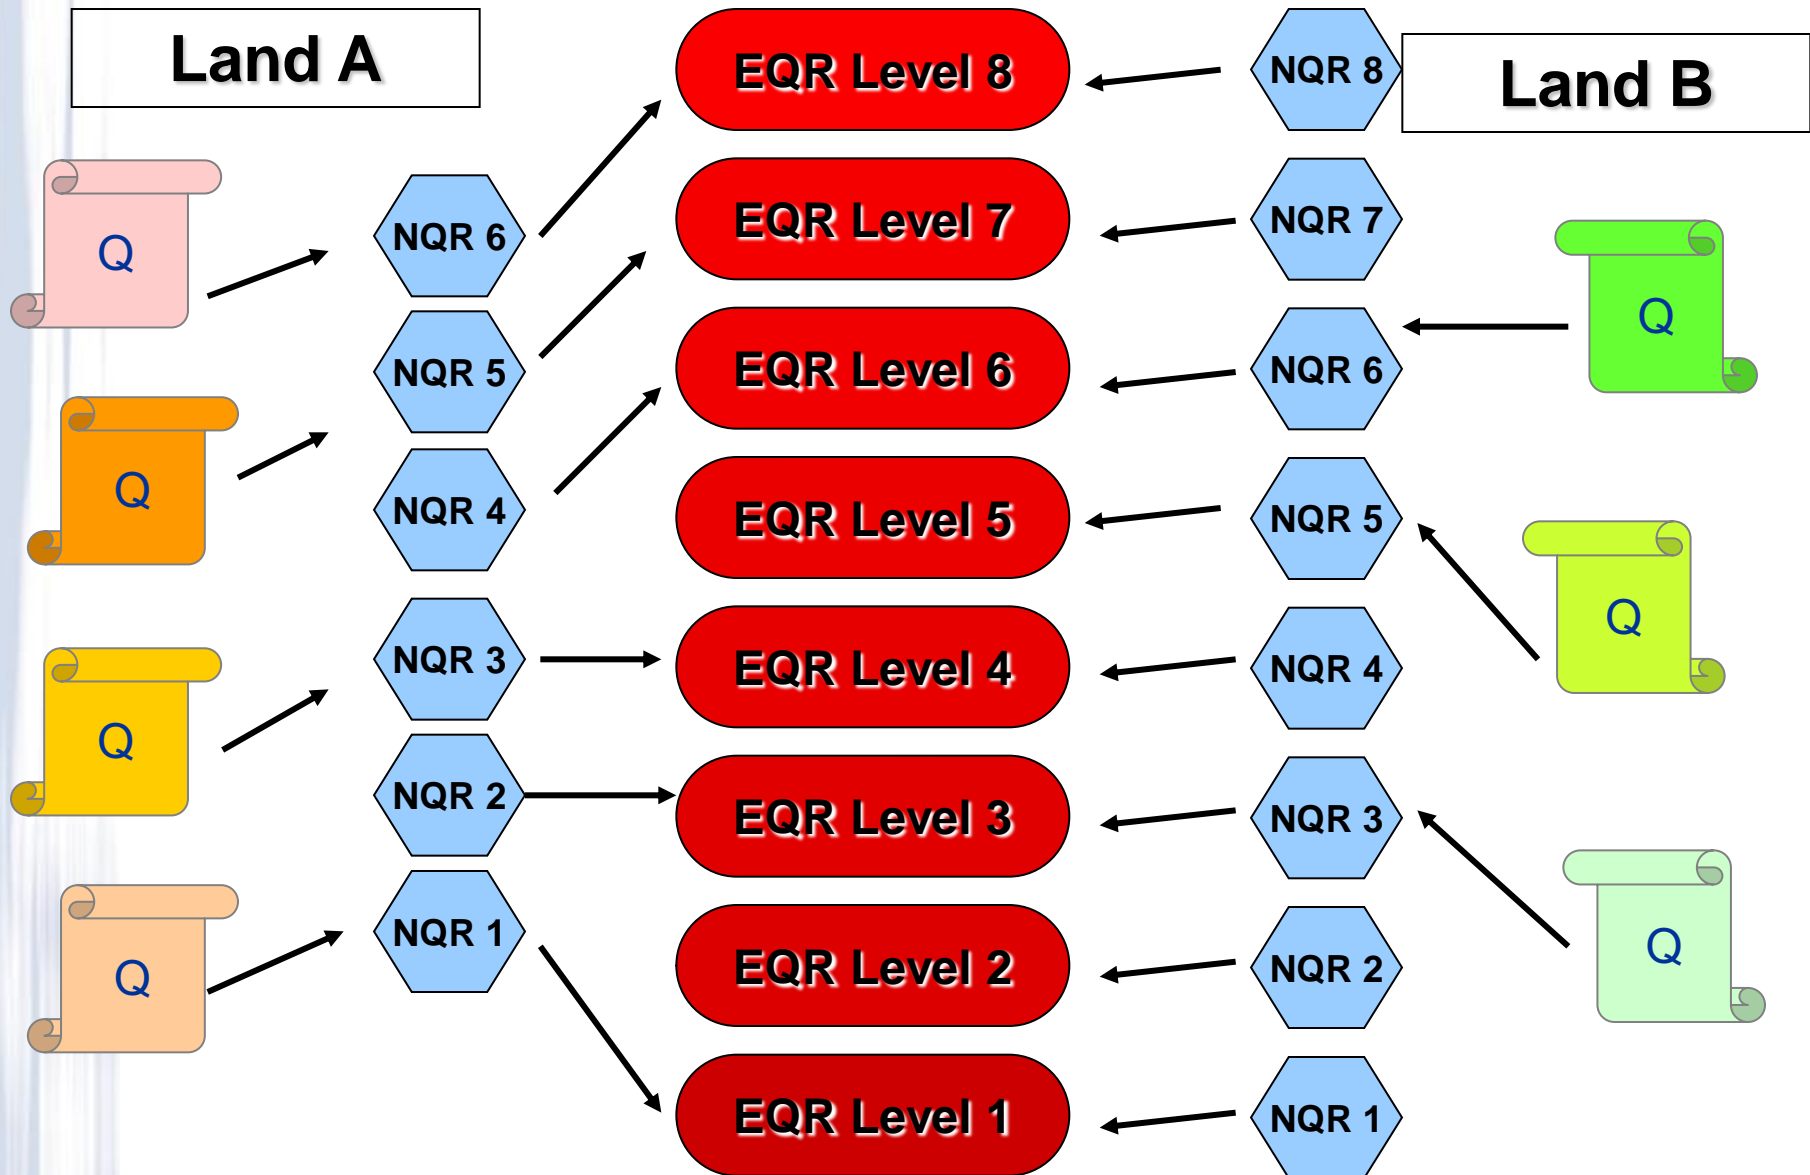 Land A
EQR Level 8
NQR 8
Land B
Q
NQR 6
EQR Level 7
NQR 7
Q
NQR 5
EQR Level 6
NQR 6
Q
NQR 4
EQR Level 5
NQR 5
Q
NQR 3
EQR Level 4
NQR 4
Q
NQR 2
EQR Level 3
NQR 3
Q
NQR 1
EQR Level 2
NQR 2
Q
EQR Level 1
NQR 1